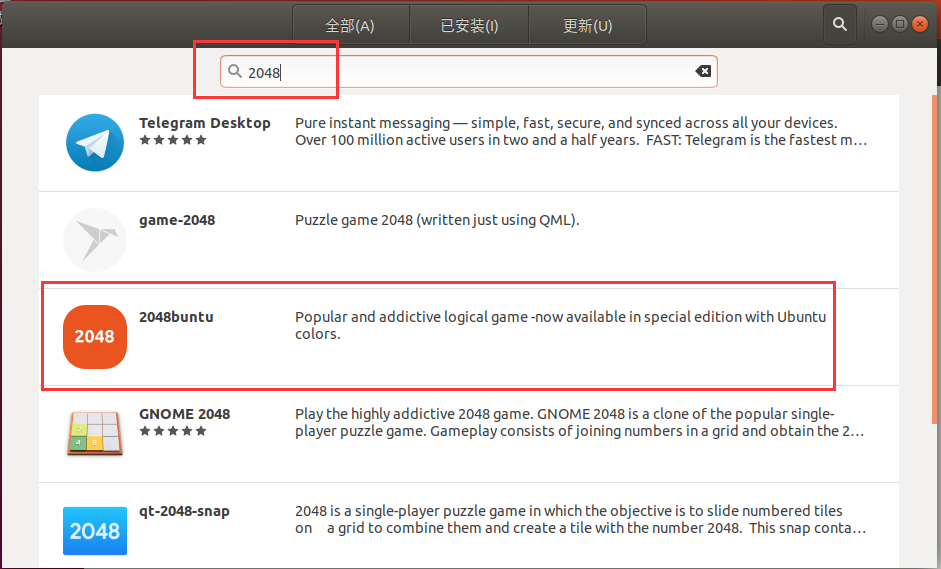 全部(A) 已安装(I) 更新(U)
2048
Telegram Desktop
Pure instant messaging — simple, fast, secure, and synced across all your devices.
Over 100 million active users in two and a half years.  FAST: Telegram is the fastest m…
game-2048
Puzzle game 2048 (written just using QML).
2048
2048buntu
Popular and addictive logical game -now available in special edition with Ubuntu
colors.
GNOME 2048
Play the highly addictive 2048 game. GNOME 2048 is a clone of the popular single-
player puzzle game. Gameplay consists of joining numbers in a grid and obtain the 2…
2048
qt-2048-snap
2048 is a single-player puzzle game in which the objective is to slide numbered tiles
on    a grid to combine them and create a tile with the number 2048.  This snap conta…